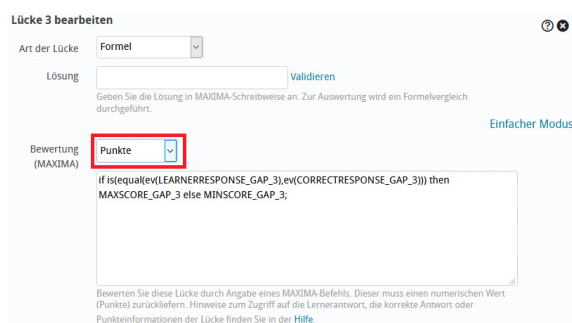 Lücke 3 bearbeiten
Art der Lücke Formel
Lösung Validieren
Geben Sie die Lösung in MAXIMA-Schreibweise an. Zur Auswertung wird ein Formelvergleich
durchgeführt.
Einfacher Modus
Bewertung Punkte
(MAXIMA)
if is(equal(ev(LEARNERRESPONSE_GAP_3),ev(CORRECTRESPONSE_GAP_3))) then
MAXSCORE_GAP_3 else MINSCORE_GAP_3;
Bewerten Sie diese Lücke durch Angabe eines MAXIMA-Befehls. Dieser muss einen numerischen Wert
(Punkte) zurückliefern. Hinweise zum Zugriff auf die Lernerantwort, die korrekte Antwort oder
Punkteinformationen der Lücke finden Sie in der Hilfe.